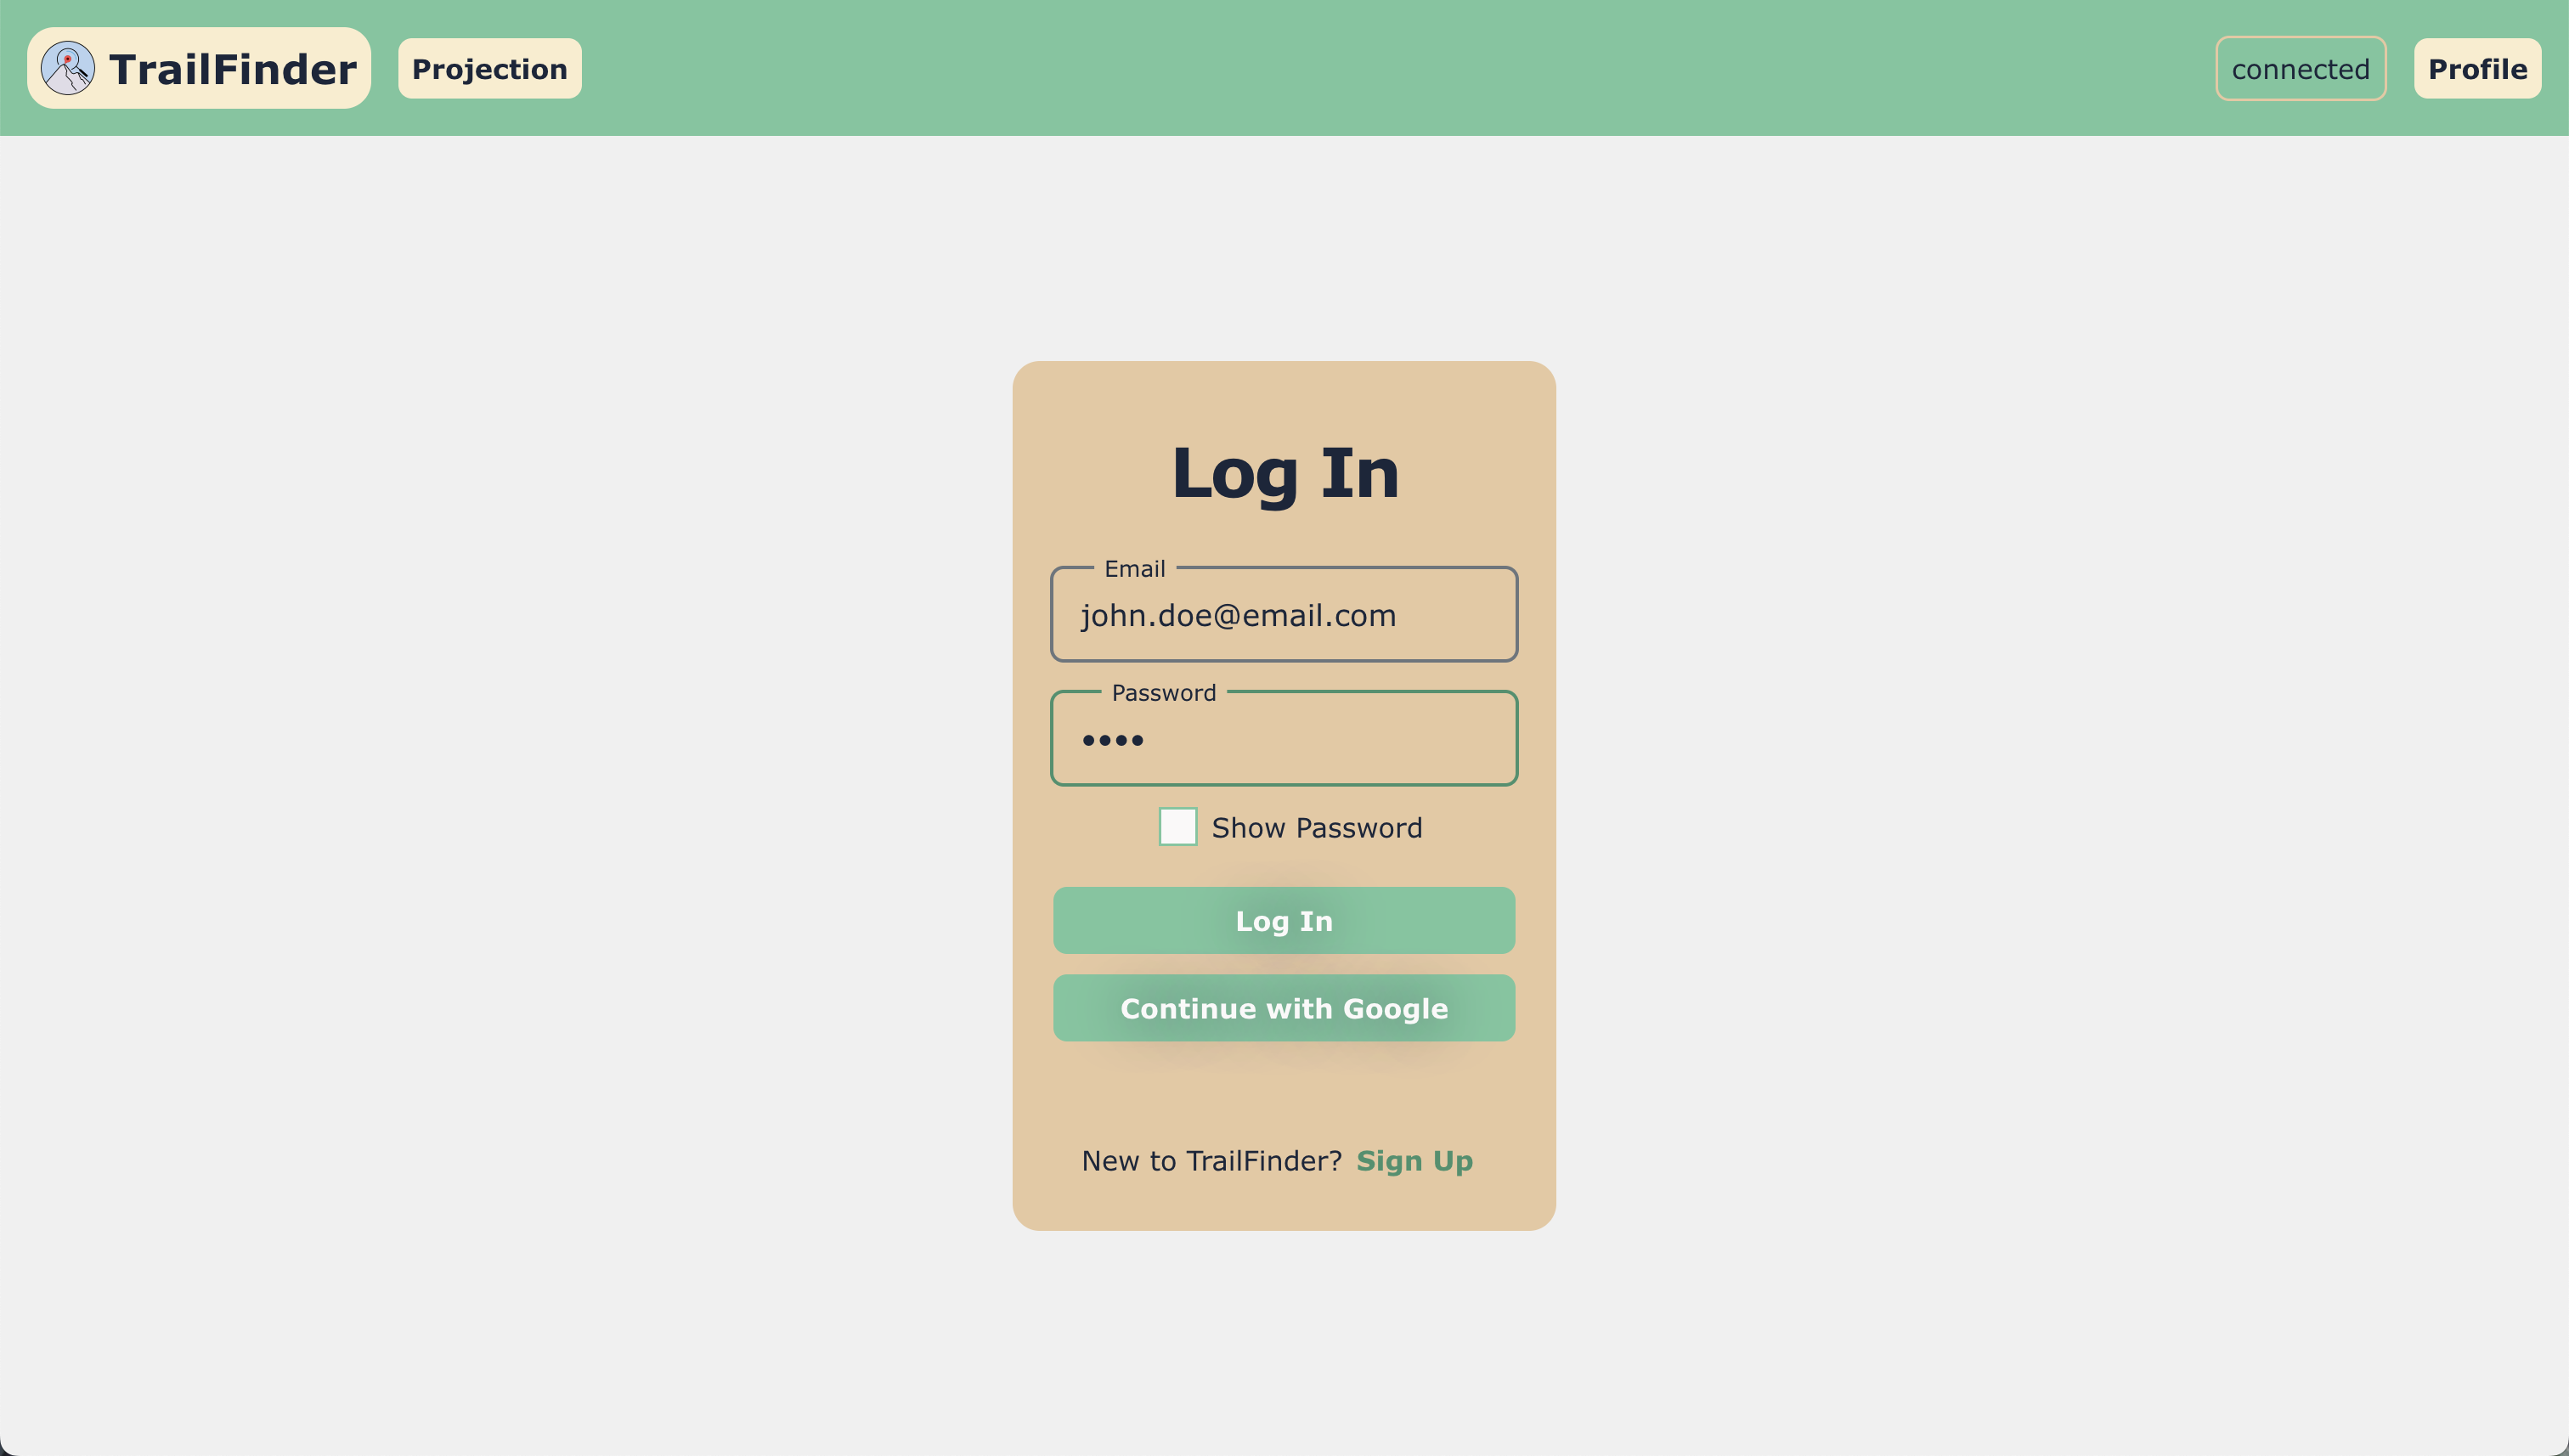 TrailFinder
Projection
connected
Profile
Log In
Email
john.doe@email.com
Password
••••
Show Password
Log In
Continue with Google
New to TrailFinder? Sign Up